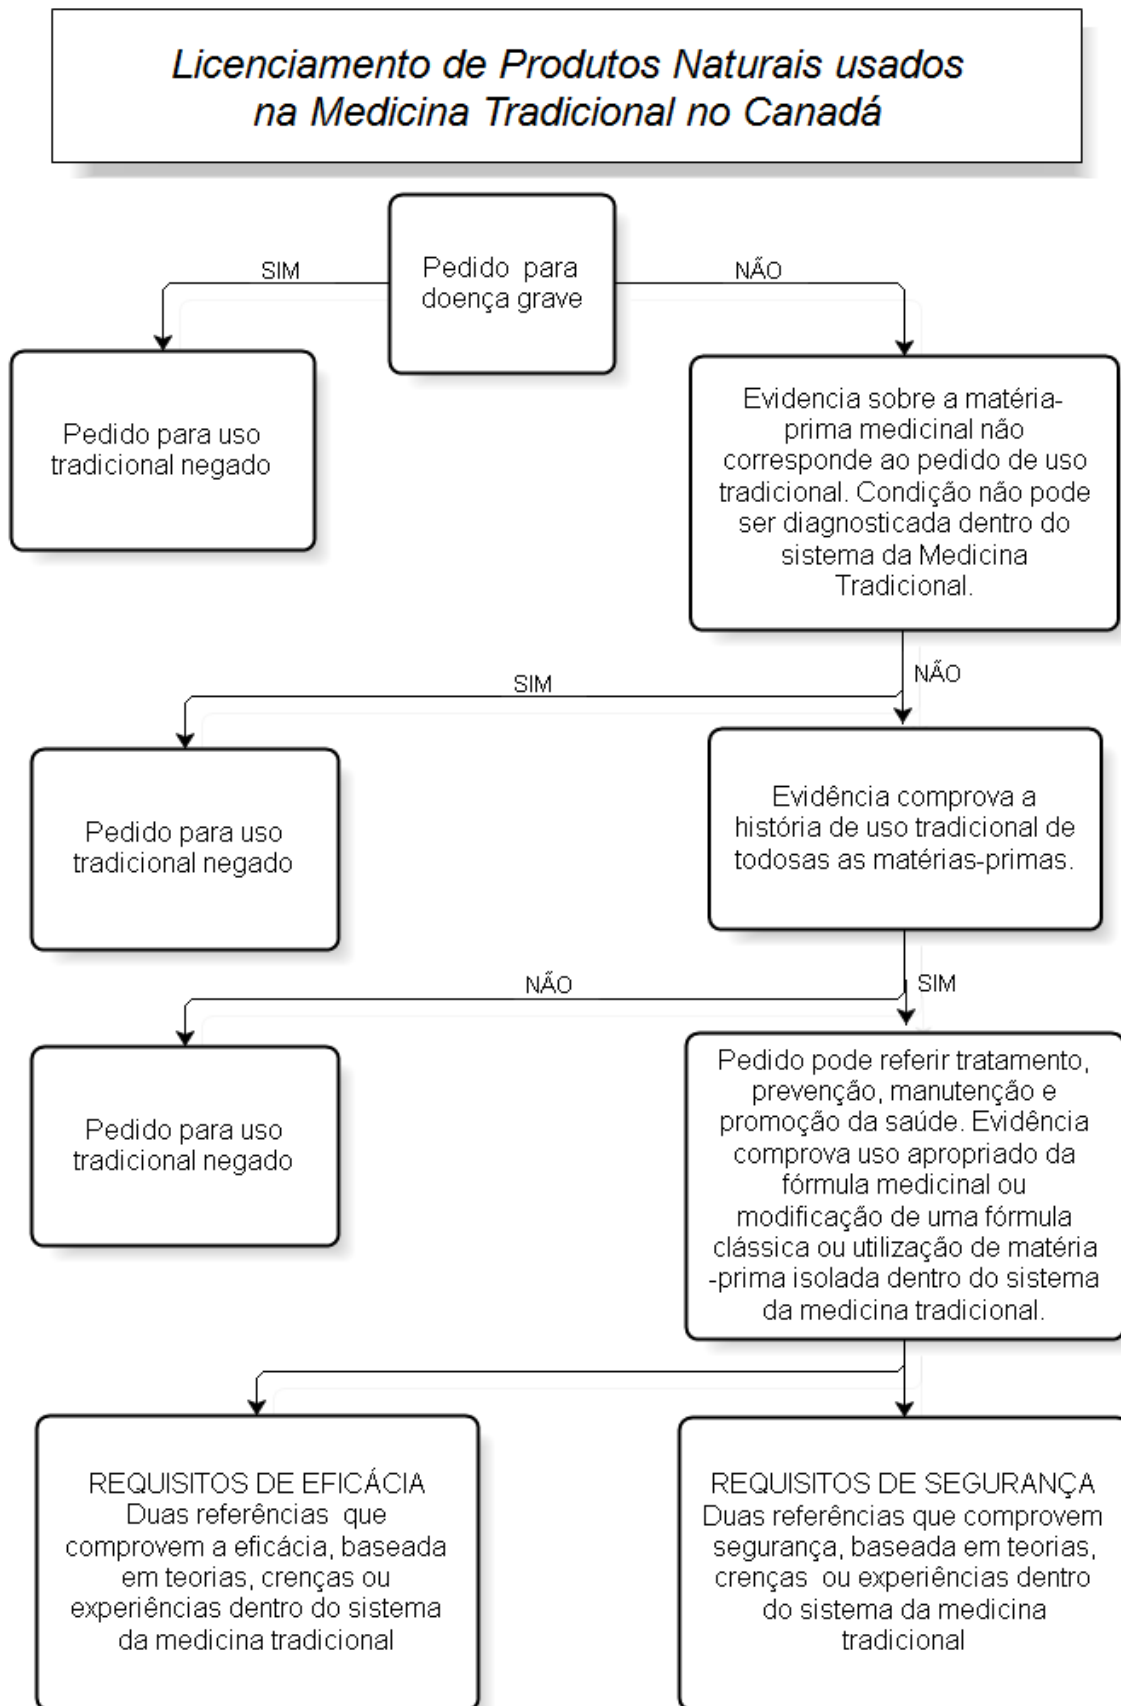 Licenciamento de Produtos Naturais usados
na Medicina Tradicional no Canadá
Pedido para
doença grave
SIM
NÃO
Pedido para uso
tradicional negado
Evidencia sobre a matéria-
prima medicinal não
corresponde ao pedido de uso
tradicional. Condição não pode
ser diagnosticada dentro do
sistema da Medicina
Tradicional.
SIM
NÃO
Pedido para uso
tradicional negado
Evidência comprova a
história de uso tradicional de
todosas as matérias-primas.
NÃO
SIM
Pedido para uso
tradicional negado
Pedido pode referir tratamento,
prevenção, manutenção e
promoção da saúde. Evidência
comprova uso apropriado da
fórmula medicinal ou
modificação de uma fórmula
clássica ou utilização de matéria
-prima isolada dentro do sistema
da medicina tradicional.
REQUISITOS DE EFICÁCIA
Duas referências que
comprovem a eficácia, baseada
em teorias, crenças ou
experiências dentro do sistema
da medicina tradicional
REQUISITOS DE SEGURANÇA
Duas referências que comprovem
segurança, baseada em teorias,
crenças ou experiências dentro
do sistema da medicina
tradicional